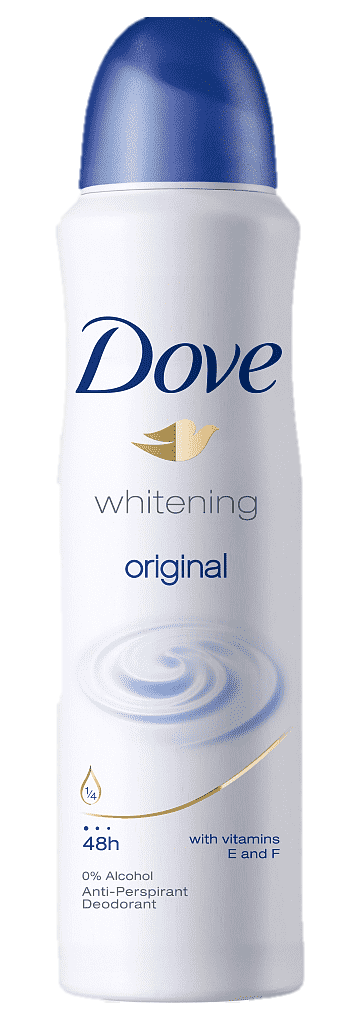 Dove
whitening
original
1/4
48h
with vitamins
E and F
0% Alcohol
Anti-Perspirant
Deodorant